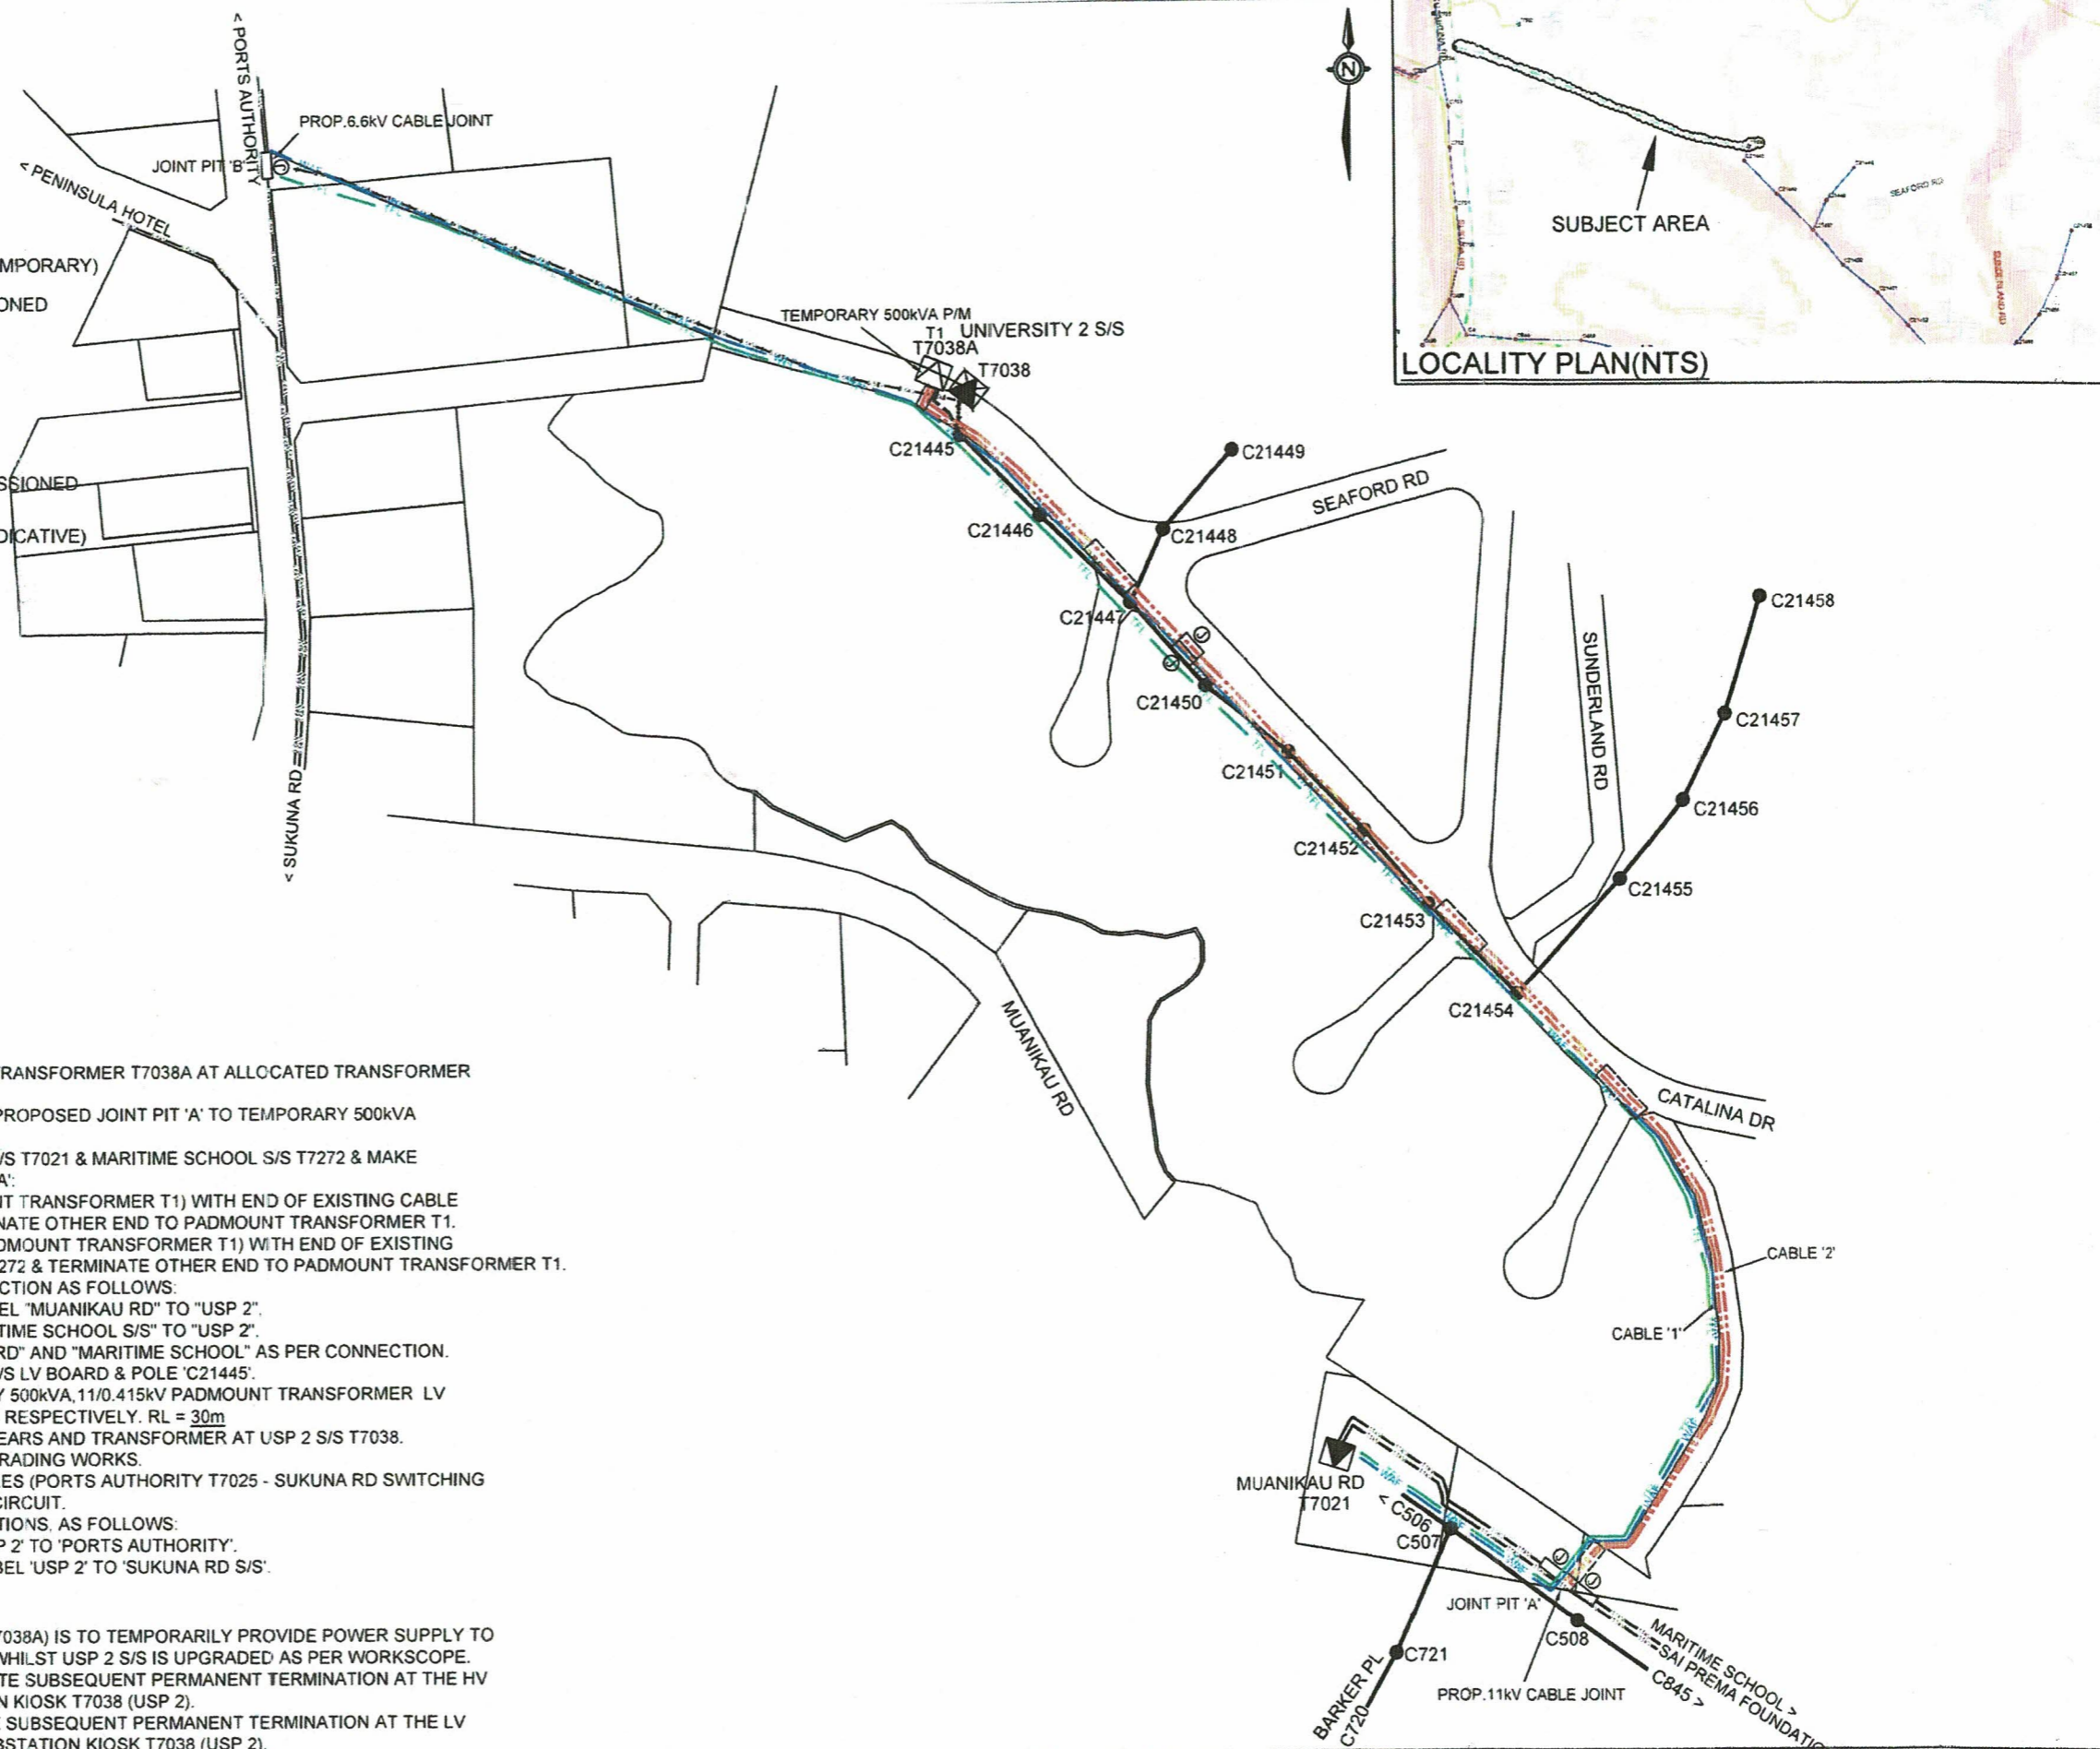 < PORTS AUTHORITY
PROP.6.6kV CABLE JOINT
JOINT PIT 'B'
< PENINSULA HOTEL
MPORARY)
ONED
SSIONED
DICATIVE)
< SUKUNA RD
N
SUBJECT AREA
SEAFORD RD
LOCALITY PLAN(NTS)
TEMPORARY 500kVA P/M
T1 UNIVERSITY 2 S/S
T7038A
T7038
C21445
C21449
SEAFORD RD
C21446
C21448
C21447
C21458
SUNDERLAND RD
C21450
C21457
C21451
C21456
C21452
C21455
C21453
C21454
MUANIKAU RD
CATALINA DR
CABLE '2'
CABLE '1'
MUANIKAU RD
T7021
< C506
C507
JOINT PIT 'A'
C508
C721
BARKER PL
C720
PROP.11kV CABLE JOINT
MARITIME SCHOOL >
SAI PREMA FOUNDATIO
C845 >
RANSFORMER T7038A AT ALLOCATED TRANSFORMER
PROPOSED JOINT PIT 'A' TO TEMPORARY 500kVA
/S T7021 & MARITIME SCHOOL S/S T7272 & MAKE
A':
IT TRANSFORMER T1) WITH END OF EXISTING CABLE
NATE OTHER END TO PADMOUNT TRANSFORMER T1.
DMOUNT TRANSFORMER T1) WITH END OF EXISTING
272 & TERMINATE OTHER END TO PADMOUNT TRANSFORMER T1.
CTION AS FOLLOWS:
EL "MUANIKAU RD" TO "USP 2".
TIME SCHOOL S/S" TO "USP 2".
RD" AND "MARITIME SCHOOL" AS PER CONNECTION.
/S LV BOARD & POLE 'C21445'.
Y 500kVA,11/0.415kV PADMOUNT TRANSFORMER LV
RESPECTIVELY. RL = 30m
EARS AND TRANSFORMER AT USP 2 S/S T7038.
RADING WORKS.
ES (PORTS AUTHORITY T7025 - SUKUNA RD SWITCHING
CIRCUIT.
TIONS, AS FOLLOWS:
P 2' TO 'PORTS AUTHORITY'.
BEL 'USP 2' TO 'SUKUNA RD S/S'.
7038A) IS TO TEMPORARILY PROVIDE POWER SUPPLY TO
WHILST USP 2 S/S IS UPGRADED AS PER WORKSCOPE.
TE SUBSEQUENT PERMANENT TERMINATION AT THE HV
N KIOSK T7038 (USP 2).
E SUBSEQUENT PERMANENT TERMINATION AT THE LV
BSTATION KIOSK T7038 (USP 2).